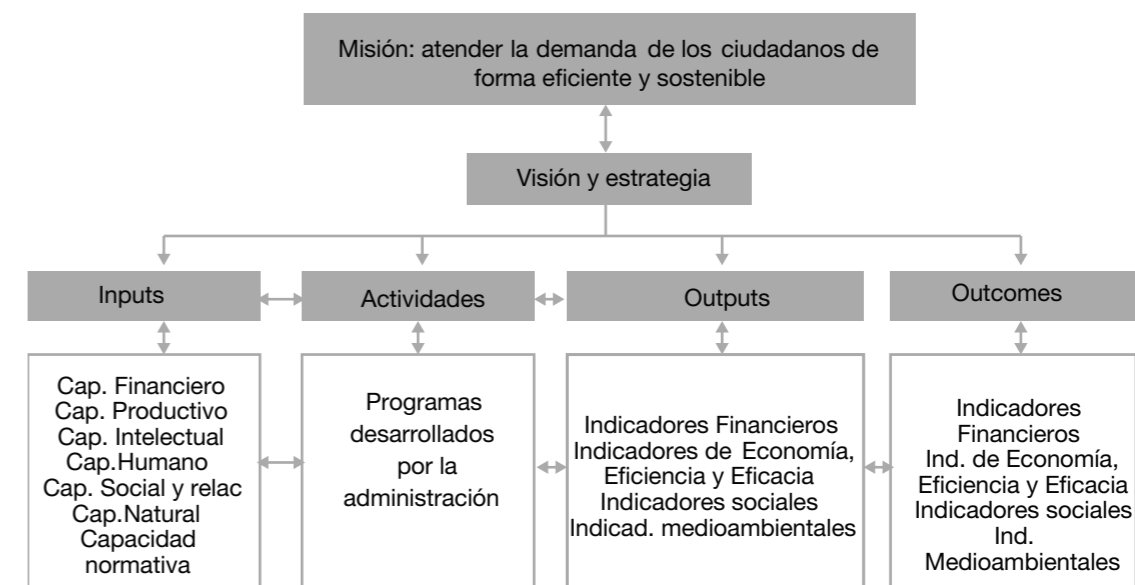 Misión: atender la demanda de los ciudadanos de
forma eficiente y sostenible
Visión y estrategia
Inputs
Actividades
Outputs
Outcomes
Cap. Financiero
Cap. Productivo
Cap. Intelectual
Cap.Humano
Cap. Social y relac
Cap.Natural
Capacidad
normativa
Programas
desarrollados
por la
administración
Indicadores Financieros
Indicadores de Economía,
Eficiencia y Eficacia
Indicadores sociales
Indicad. medioambientales
Indicadores
Financieros
Ind. de Economía,
Eficiencia y Eficacia
Indicadores sociales
Ind.
Medioambientales